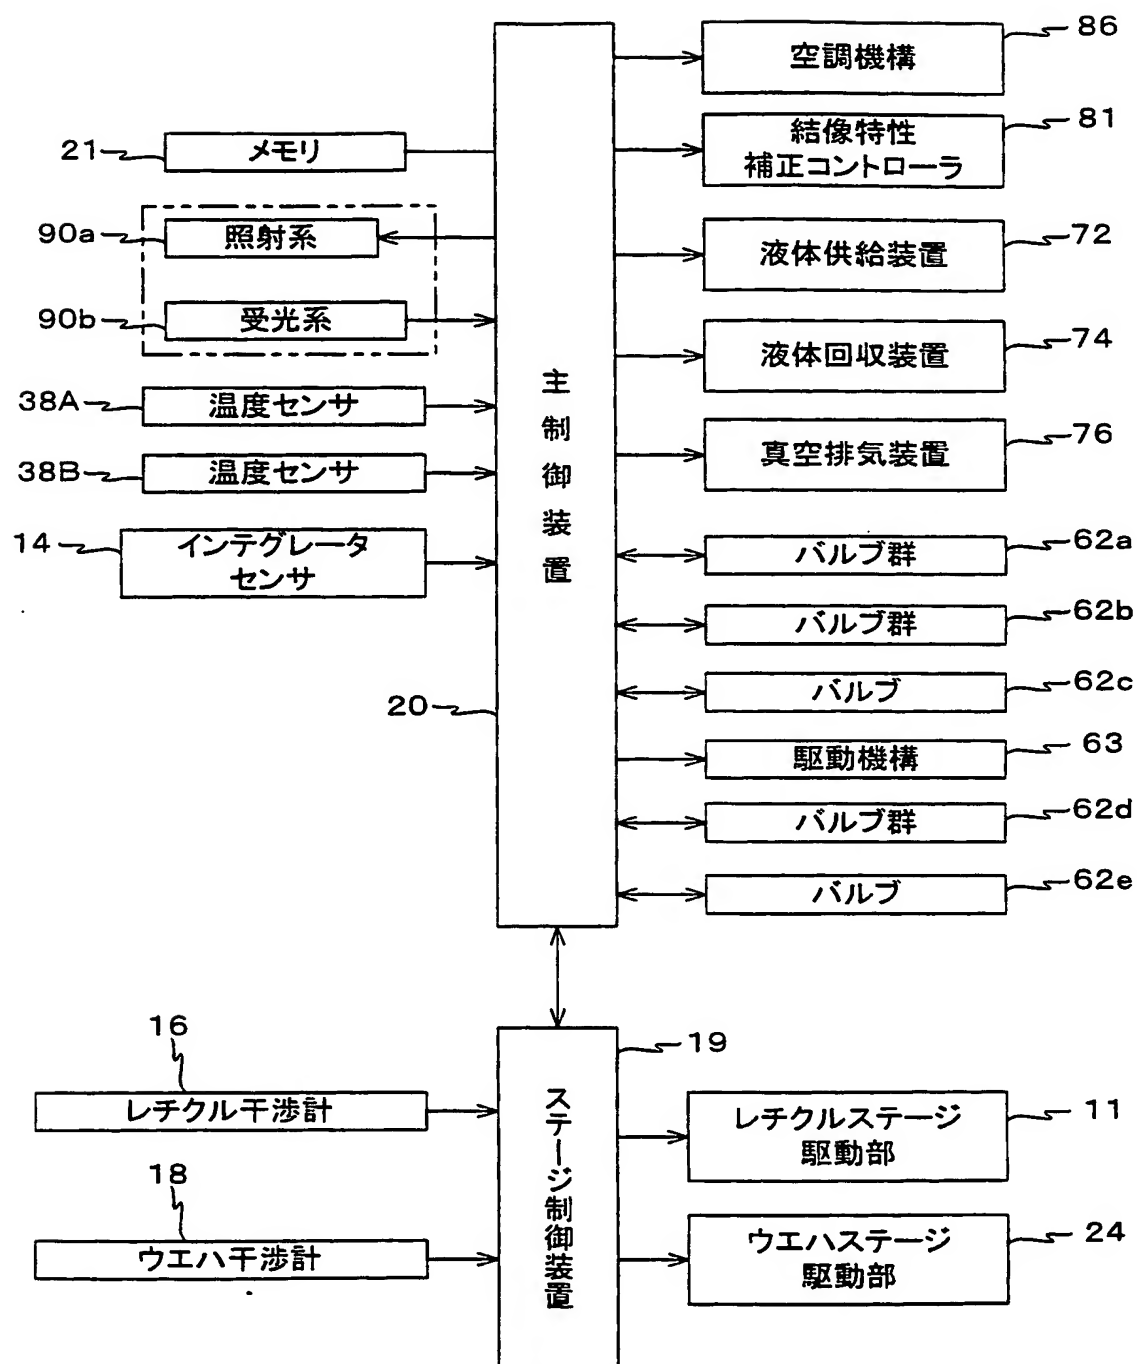 86
空調機構
81
結像特性
補正コントローラ
21
メモリ
90a
照射系
72
液体供給装置
90b
受光系
74
液体回収装置
38A
温度センサ
76
真空排気装置
38B
温度センサ
14
インテグレータ
センサ
主制御装置
20
62a
バルブ群
62b
バルブ群
62c
バルブ
63
駆動機構
62d
バルブ群
62e
バルブ
16
レチクル干渉計
18
ウエハ干渉計
19
ステージ制御装置
11
レチクルステージ
駆動部
24
ウエハステージ
駆動部